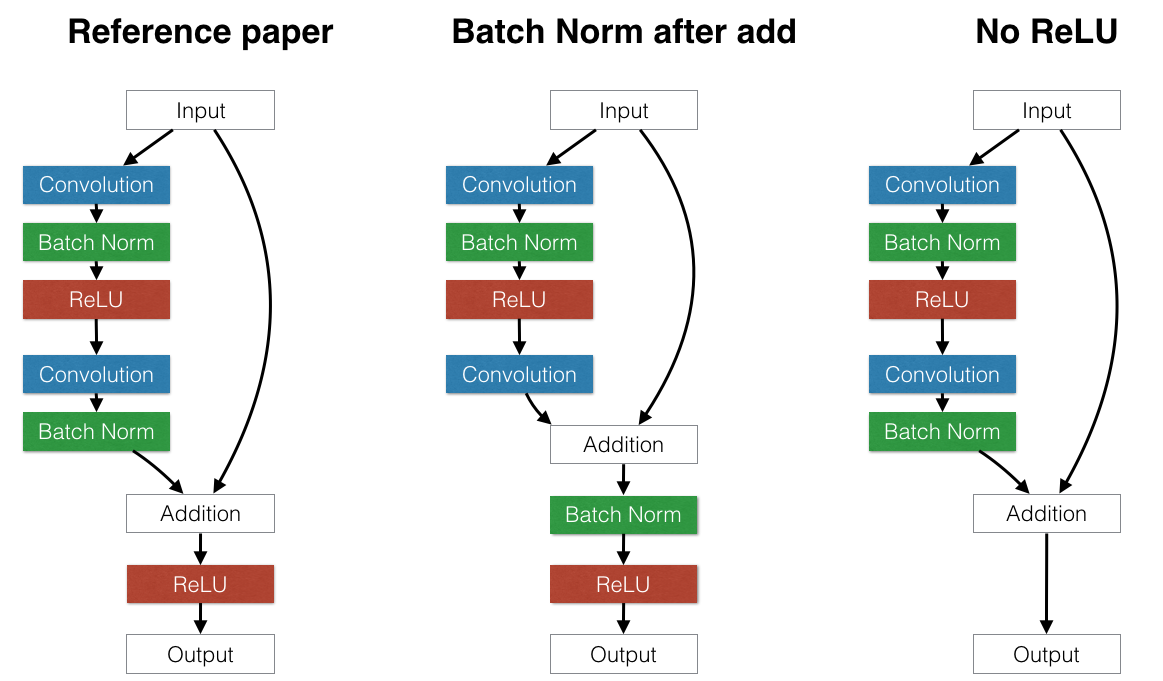 Reference paper
Input
Convolution
Batch Norm
ReLU
Convolution
Batch Norm
Addition
ReLU
Output
Batch Norm after add
Input
Convolution
Batch Norm
ReLU
Convolution
Addition
Batch Norm
ReLU
Output
No ReLU
Input
Convolution
Batch Norm
ReLU
Convolution
Batch Norm
Addition
Output